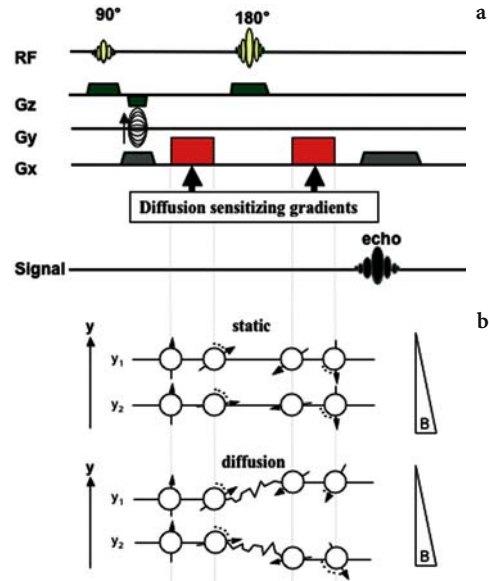 a
90° 180°
RF
Gz
Gy
Gx
Diffusion sensitizing gradients
echo
Signal
b
y static
y₁
y₂
B
y diffusion
y₁
y₂
B